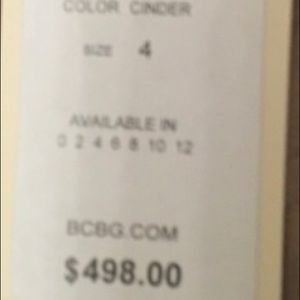 COLOR CINDER
SIZE 4
AVAILABLE IN
0 2 4 6 8 10 12
BCBG.COM
$498.00